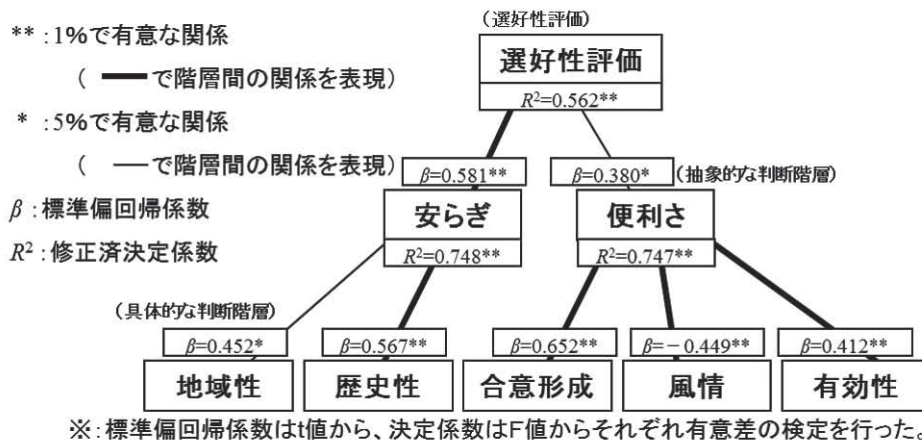 ** :1%で有意な関係
( ━で階層間の関係を表現)
* :5%で有意な関係
( ─で階層間の関係を表現)
β :標準偏回帰係数
R² :修正済決定係数
(選好性評価)
選好性評価
R²=0.562**
β=0.581** β=0.380* (抽象的な判断階層)
安らぎ 便利さ
R²=0.748** R²=0.747**
(具体的な判断階層)
β=0.452* β=0.567** β=0.652** β=-0.449** β=0.412**
地域性 歴史性 合意形成 風情 有効性
※:標準偏回帰係数はt値から、決定係数はF値からそれぞれ有意差の検定を行った。